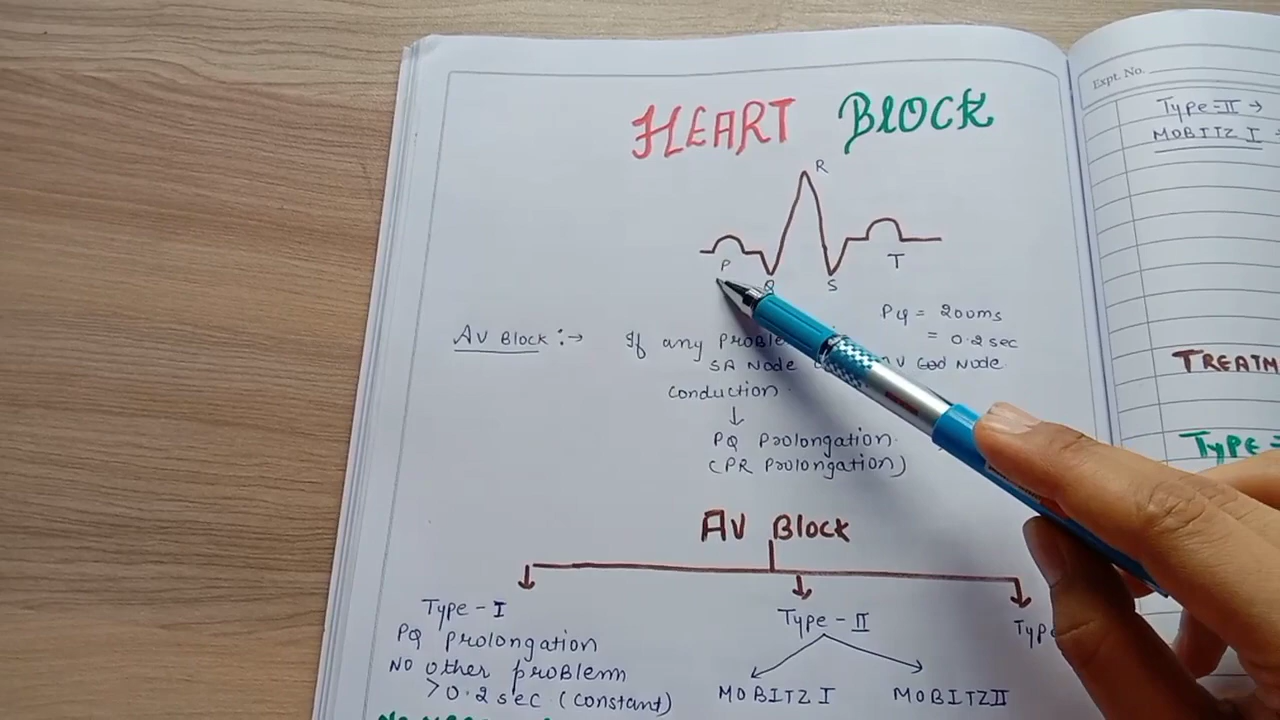 HEART BLOCK
R
P
Q
S
T
PQ = 200ms
= 0.2 sec
AV Block :→ If any Proble
SA Node AV God Node
Conduction.
↓
PQ Prolongation.
(PR Prolongation)
AV Block
Type - I
PQ Prolongation
No other problem
>0.2 sec. (constant)
Type - II
MOBITZ I
MOBITZ II
Type
Expt. No.
Type-II →
MOBITZ I
TREATM
TYPE